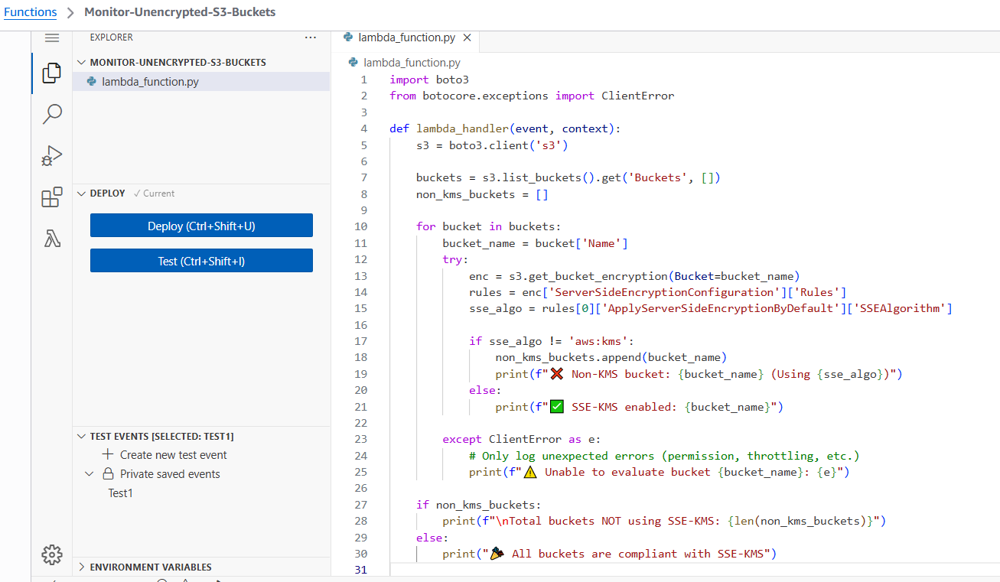 Functions > Monitor-Unencrypted-S3-Buckets
EXPLORER ...
MONITOR-UNENCRYPTED-S3-BUCKETS
lambda_function.py
DEPLOY ✓ Current
Deploy (Ctrl+Shift+U)
Test (Ctrl+Shift+I)
TEST EVENTS [SELECTED: TEST1]
+ Create new test event
Private saved events
Test1
ENVIRONMENT VARIABLES
lambda_function.py ×
lambda_function.py
1 import boto3
2 from botocore.exceptions import ClientError
3
4 def lambda_handler(event, context):
5     s3 = boto3.client('s3')
6
7     buckets = s3.list_buckets().get('Buckets', [])
8     non_kms_buckets = []
9
10     for bucket in buckets:
11         bucket_name = bucket['Name']
12         try:
13             enc = s3.get_bucket_encryption(Bucket=bucket_name)
14             rules = enc['ServerSideEncryptionConfiguration']['Rules']
15             sse_algo = rules[0]['ApplyServerSideEncryptionByDefault']['SSEAlgorithm']
16
17             if sse_algo != 'aws:kms':
18                 non_kms_buckets.append(bucket_name)
19                 print(f"❌ Non-KMS bucket: {bucket_name} (Using {sse_algo})")
20             else:
21                 print(f"✅ SSE-KMS enabled: {bucket_name}")
22
23         except ClientError as e:
24             # Only log unexpected errors (permission, throttling, etc.)
25             print(f"⚠️ Unable to evaluate bucket {bucket_name}: {e}")
26
27     if non_kms_buckets:
28         print(f"\nTotal buckets NOT using SSE-KMS: {len(non_kms_buckets)}")
29     else:
30         print("🎉 All buckets are compliant with SSE-KMS")
31